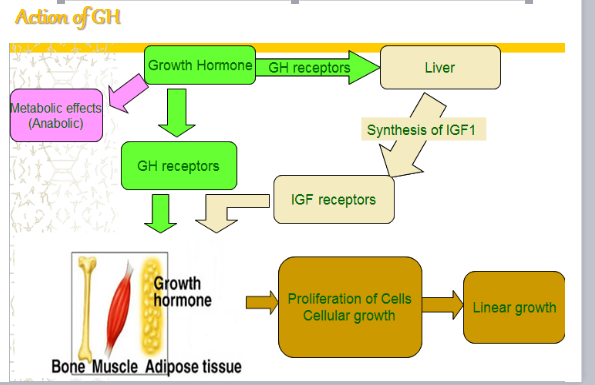 Action of GH
Growth Hormone
GH receptors
Liver
Metabolic effects
(Anabolic)
Synthesis of IGF1
GH receptors
IGF receptors
Growth
hormone
Bone Muscle Adipose tissue
Proliferation of Cells
Cellular growth
Linear growth